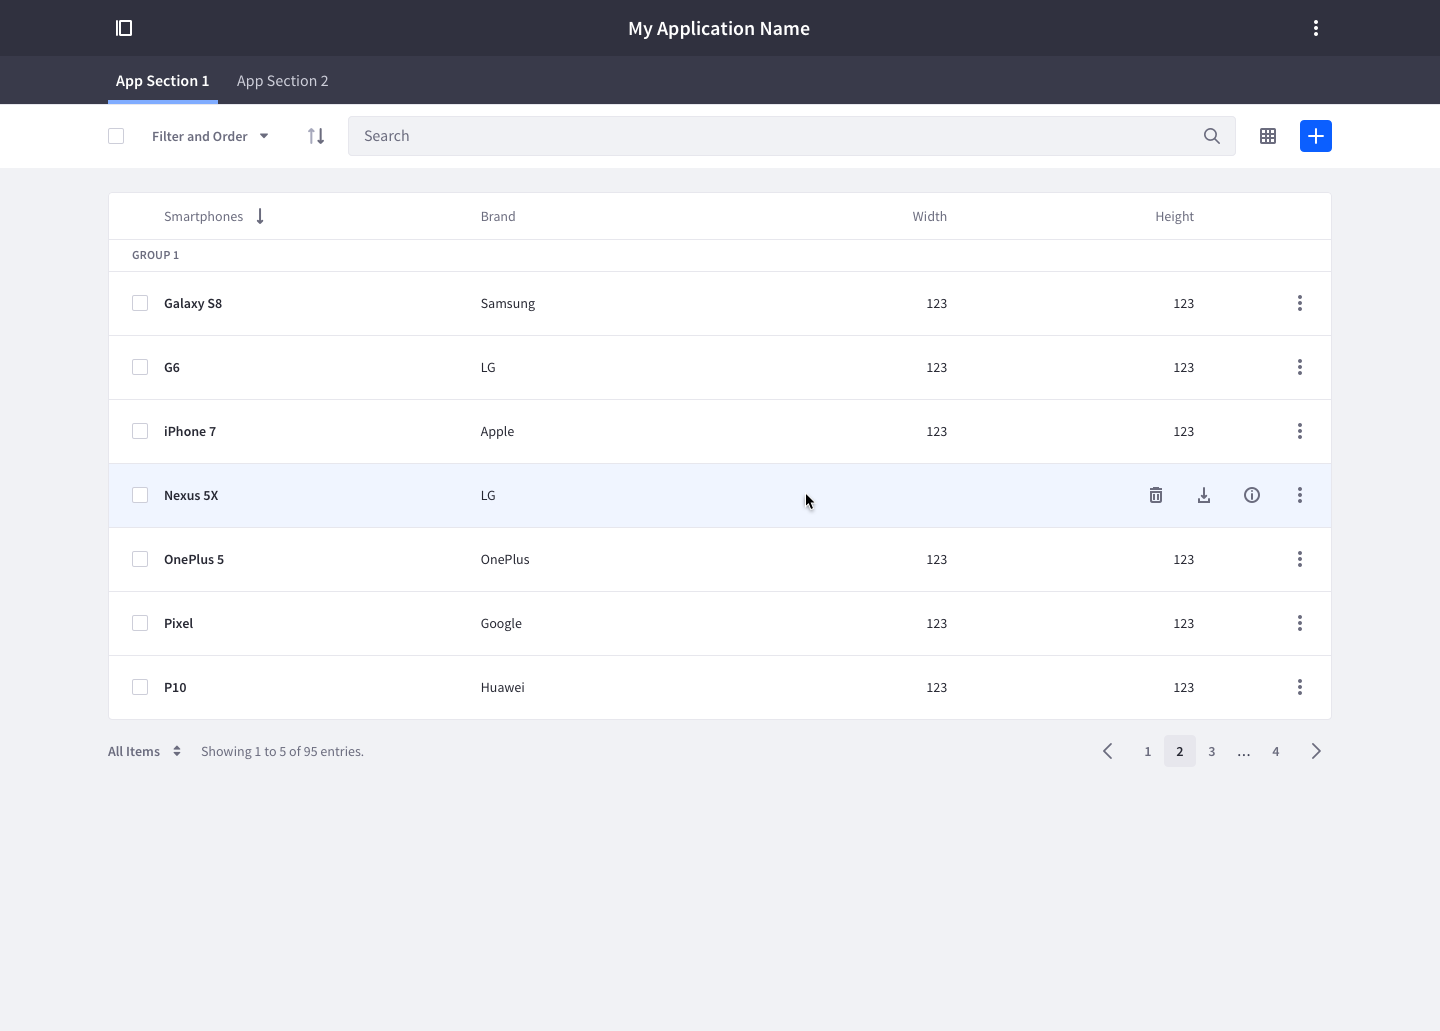 My Application Name
App Section 1 App Section 2
Filter and Order Search
Smartphones Brand Width Height
GROUP 1
Galaxy S8 Samsung 123 123
G6 LG 123 123
iPhone 7 Apple 123 123
Nexus 5X LG
OnePlus 5 OnePlus 123 123
Pixel Google 123 123
P10 Huawei 123 123
All Items Showing 1 to 5 of 95 entries. 1 2 3 ... 4